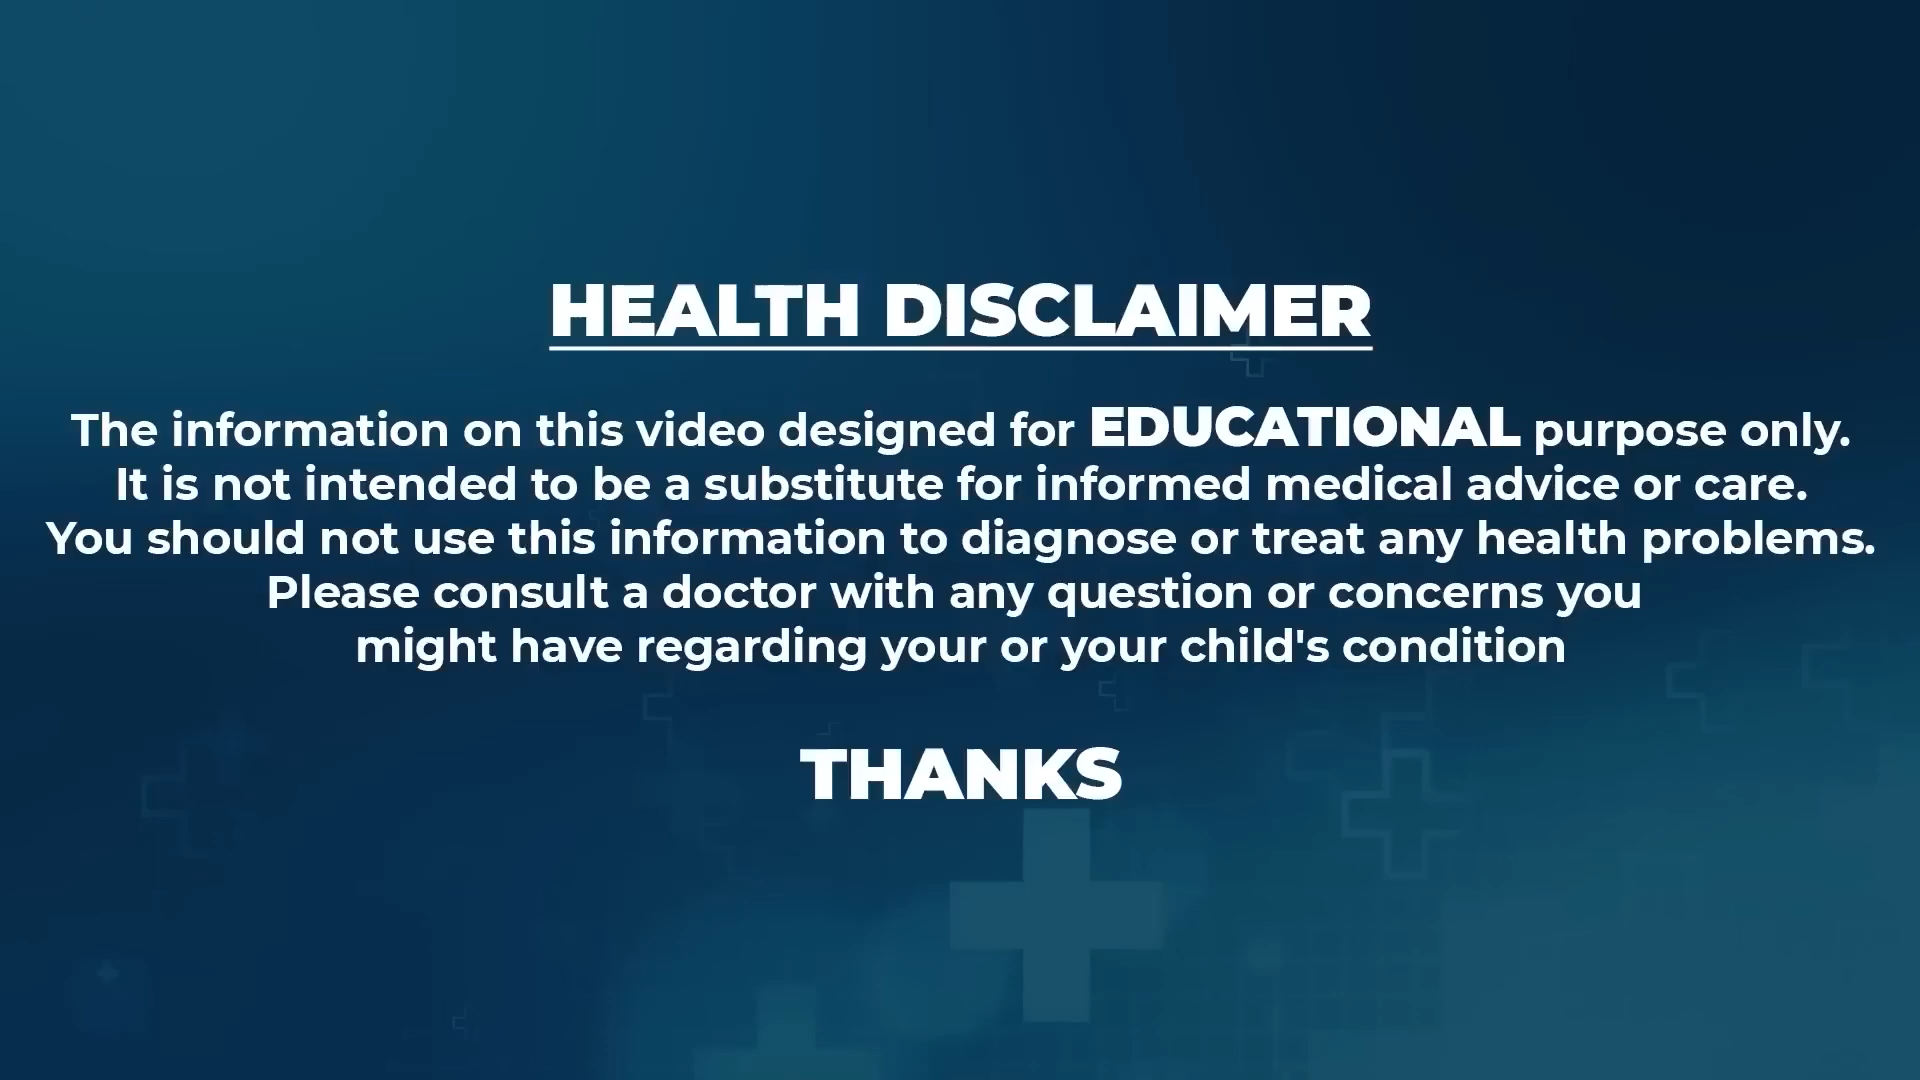 HEALTH DISCLAIMER
The information on this video designed for EDUCATIONAL purpose only.
It is not intended to be a substitute for informed medical advice or care.
You should not use this information to diagnose or treat any health problems.
Please consult a doctor with any question or concerns you
might have regarding your or your child's condition
THANKS